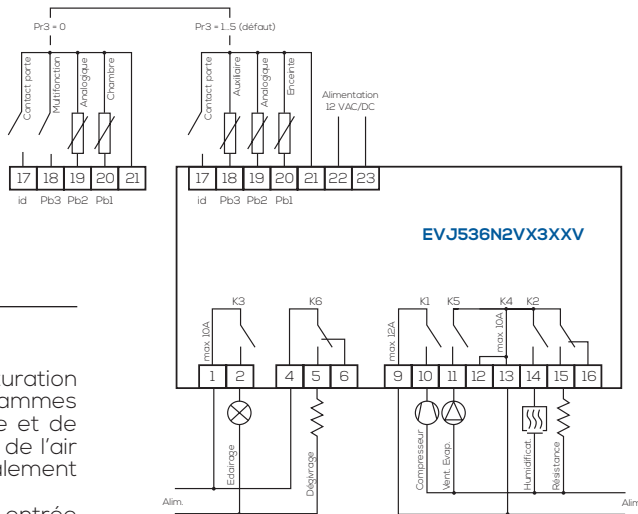 Pr3 = 0
Pr3 = 1..5 (défaut)
Contact porte
Multifonction
Analogique
Chambre
Contact porte
Auxiliaire
Analogique
Enceinte
Alimentation
12 VAC/DC
17 18 19 20 21
17 18 19 20 21 22 23
id Pb3 Pb2 Pb1
id Pb3 Pb2 Pb1
EVJ536N2VX3XXV
K3 K6 K1 K5 K4 K2
max. 10A
max. 12A
max. 10A
1 2 4 5 6 9 10 11 12 13 14 15 16
Eclairage
Dégivrage
Compresseur
Vent. Evap.
Humidificat.
Résistance
Alim.
Alim.
uration
ammes
e et de
de l'air
alement
entrée